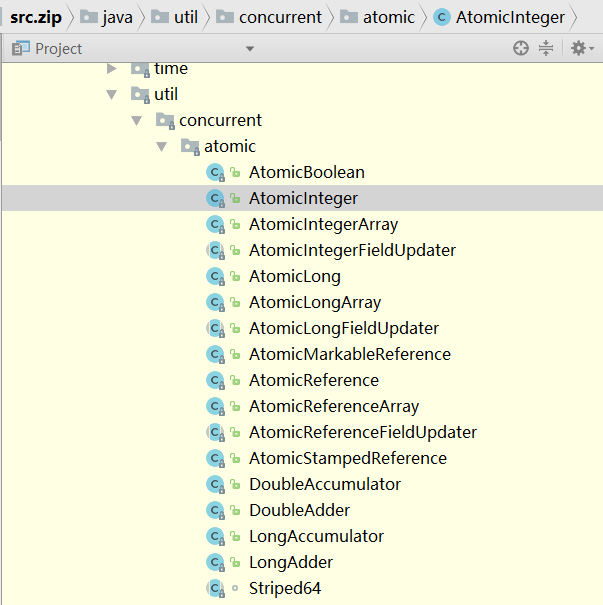 src.zip java util concurrent atomic AtomicInteger
Project
time
util
concurrent
atomic
AtomicBoolean
AtomicInteger
AtomicIntegerArray
AtomicIntegerFieldUpdater
AtomicLong
AtomicLongArray
AtomicLongFieldUpdater
AtomicMarkableReference
AtomicReference
AtomicReferenceArray
AtomicReferenceFieldUpdater
AtomicStampedReference
DoubleAccumulator
DoubleAdder
LongAccumulator
LongAdder
Striped64